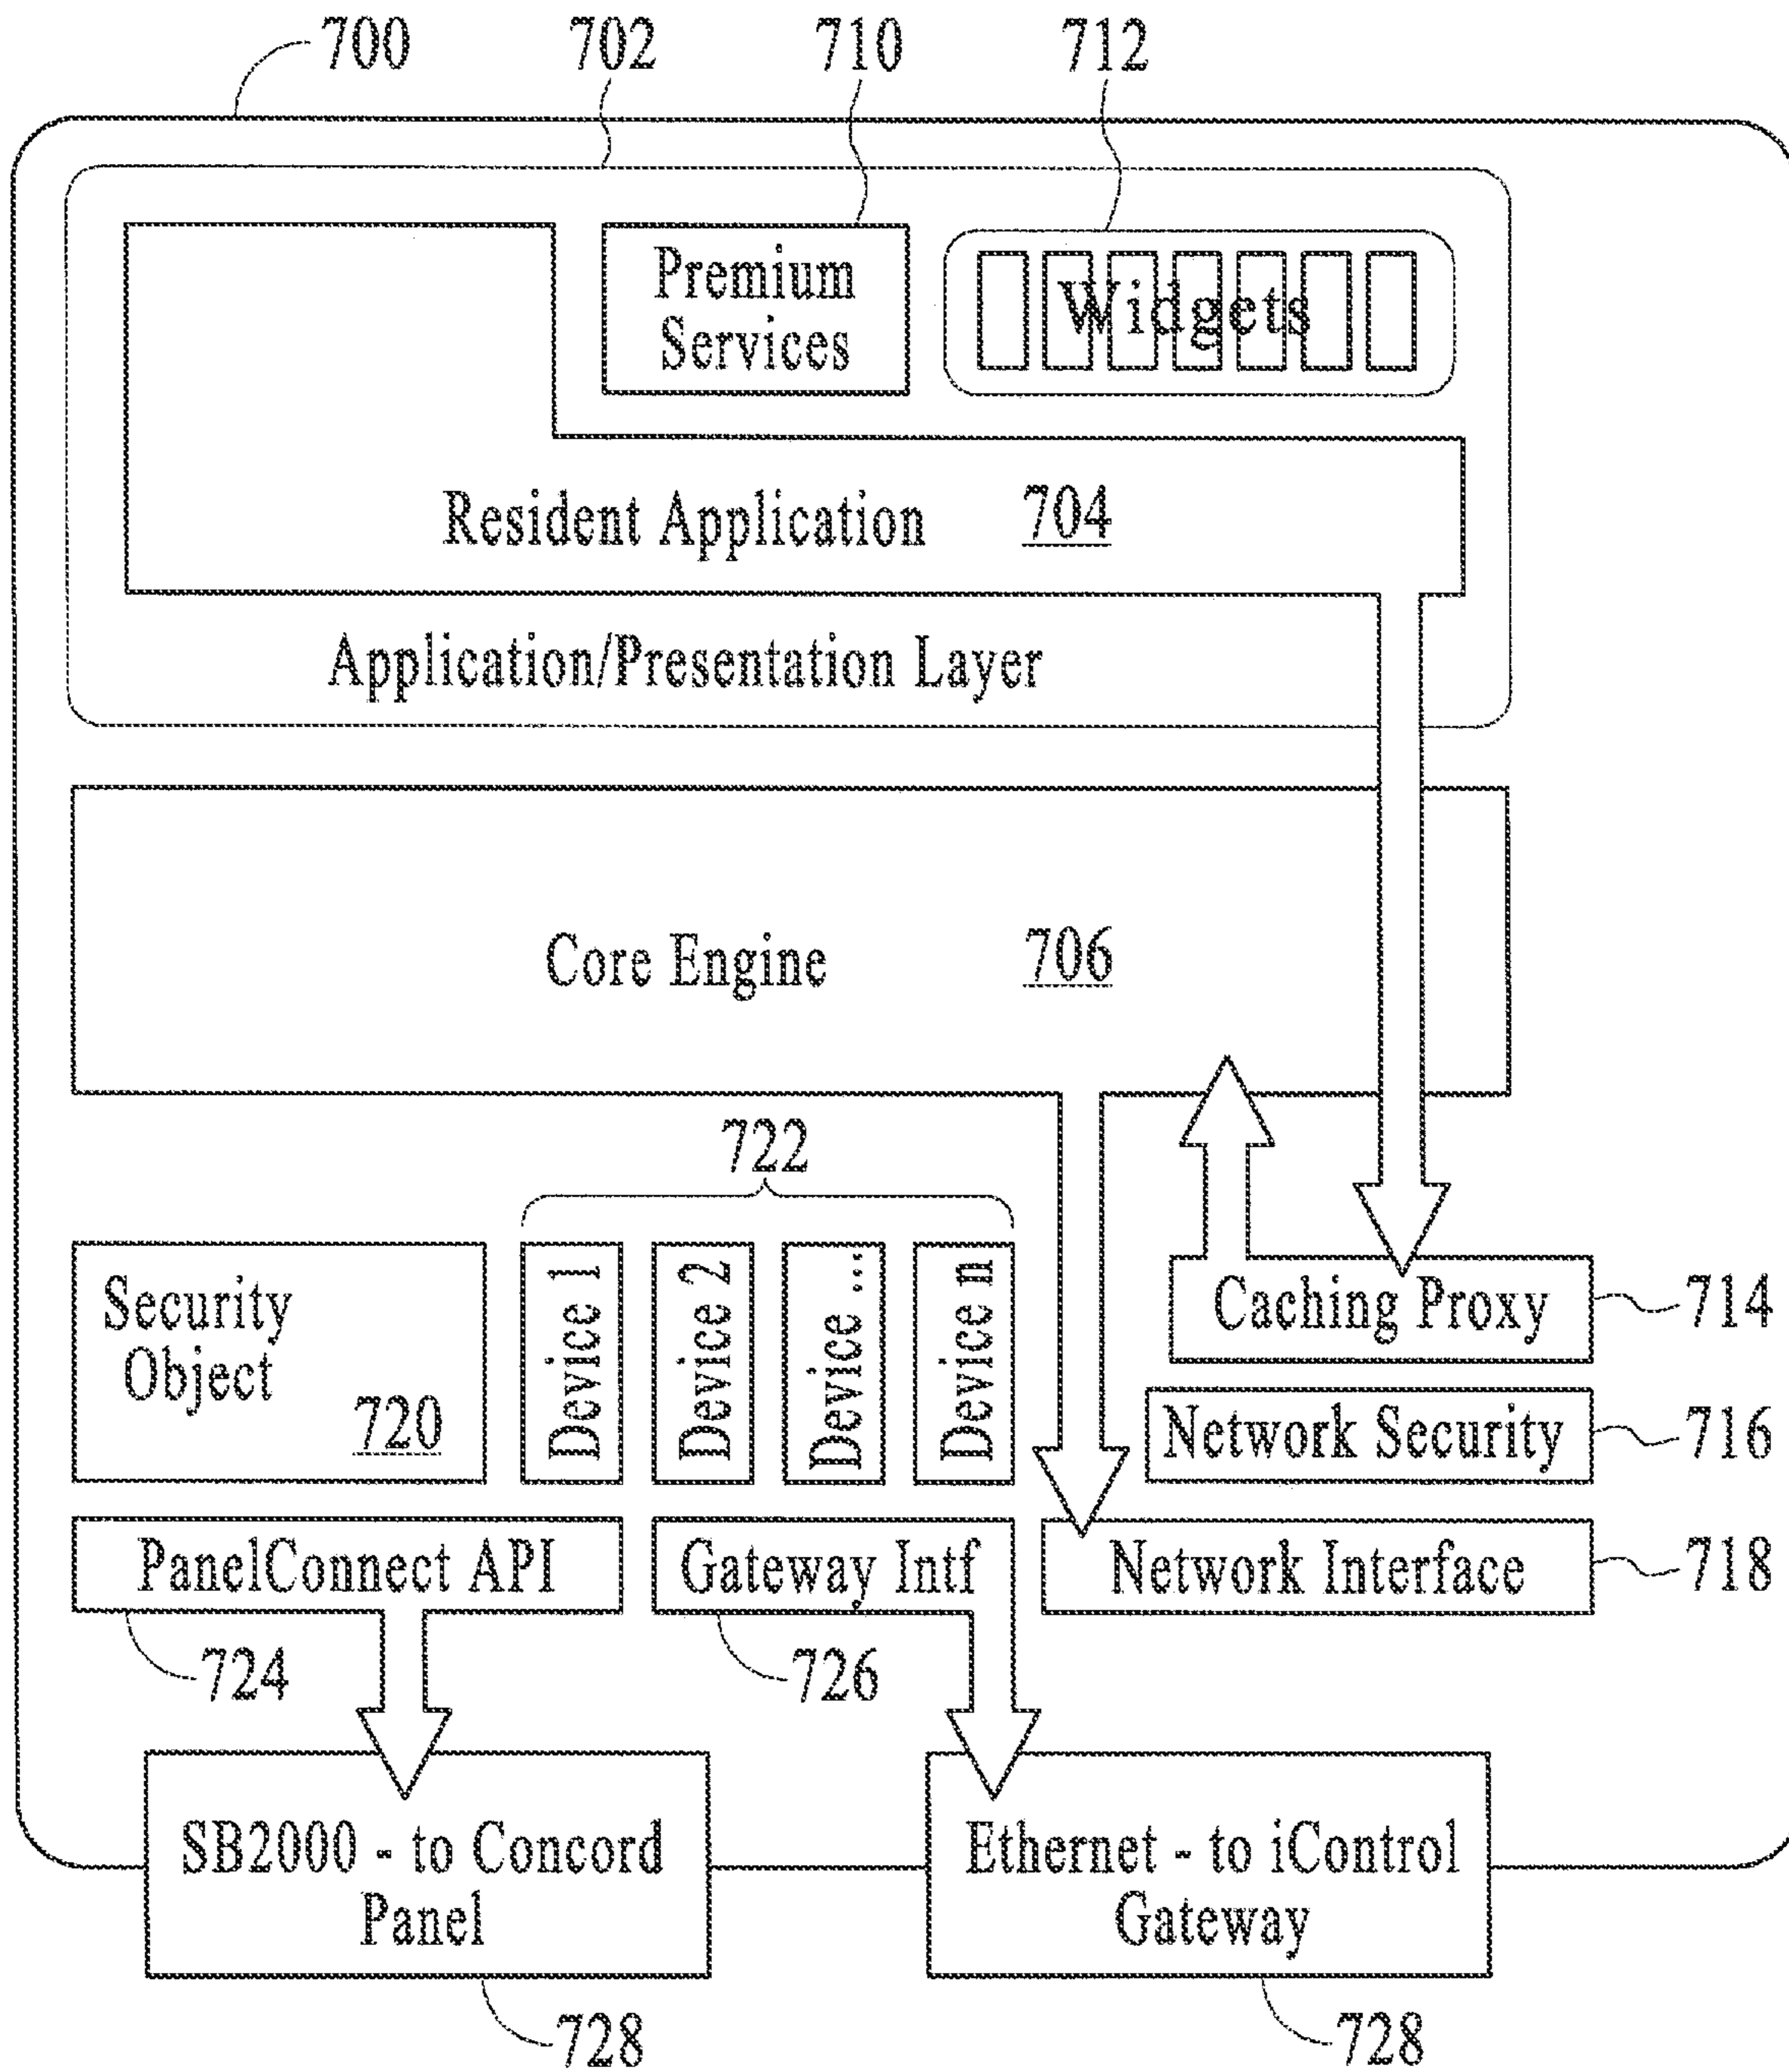 700
702
710
712
Premium
Services
Widgets
Resident Application 704
Application/Presentation Layer
Core Engine 706
722
Security
Object
720
Device 1
Device 2
Device ...
Device n
Caching Proxy
714
Network Security
716
PanelConnect API
Gateway Intf
Network Interface
718
724
726
SB2000 - to Concord
Panel
Ethernet - to iControl
Gateway
728
728